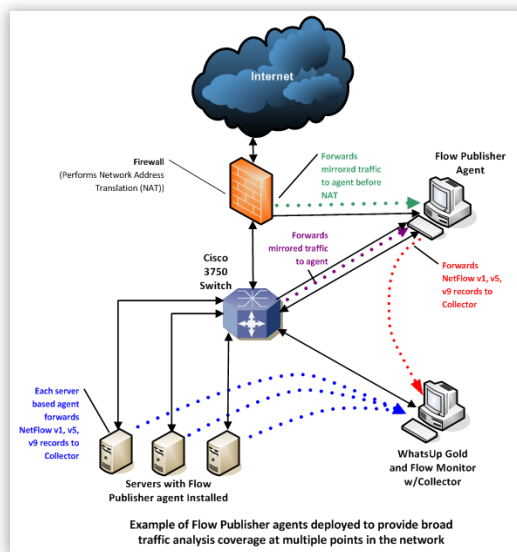 Internet
Firewall
(Performs Network Address
Translation (NAT))
Forwards
mirrored traffic
to agent before
NAT
Flow Publisher
Agent
Forwards
mirrored traffic
to agent
Cisco
3750
Switch
Forwards
NetFlow v1, v5,
v9 records to
Collector
Each server
based agent
forwards
NetFlow v1, v5,
v9 records to
Collector
Servers with Flow
Publisher agent Installed
WhatsUp Gold
and Flow Monitor
w/Collector
Example of Flow Publisher agents deployed to provide broad
traffic analysis coverage at multiple points in the network